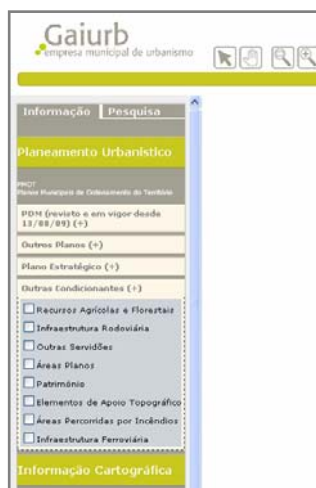 Gaiurb
empresa municipal de urbanismo
Informação Pesquisa
Planeamento Urbanístico
PMOT
Planos Municipais de Ordenamento do Território
PDM (revisto e em vigor desde
13/08/09) (+)
Outros Planos (+)
Plano Estratégico (+)
Outras Condicionantes (+)
Recursos Agrícolas e Florestais
Infraestrutura Rodoviária
Outras Servidões
Áreas Planos
Património
Elementos de Apoio Topográfico
Áreas Percorridas por Incêndios
Infraestrutura Ferroviária
Informação Cartográfica